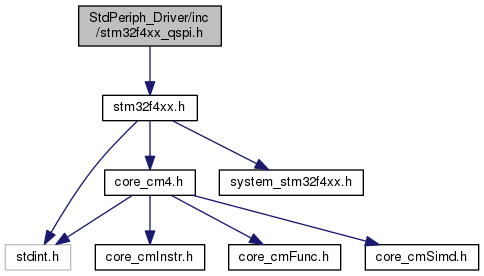 StdPeriph_Driver/inc
/stm32f4xx_qspi.h
stm32f4xx.h
core_cm4.h
system_stm32f4xx.h
stdint.h
core_cmInstr.h
core_cmFunc.h
core_cmSimd.h